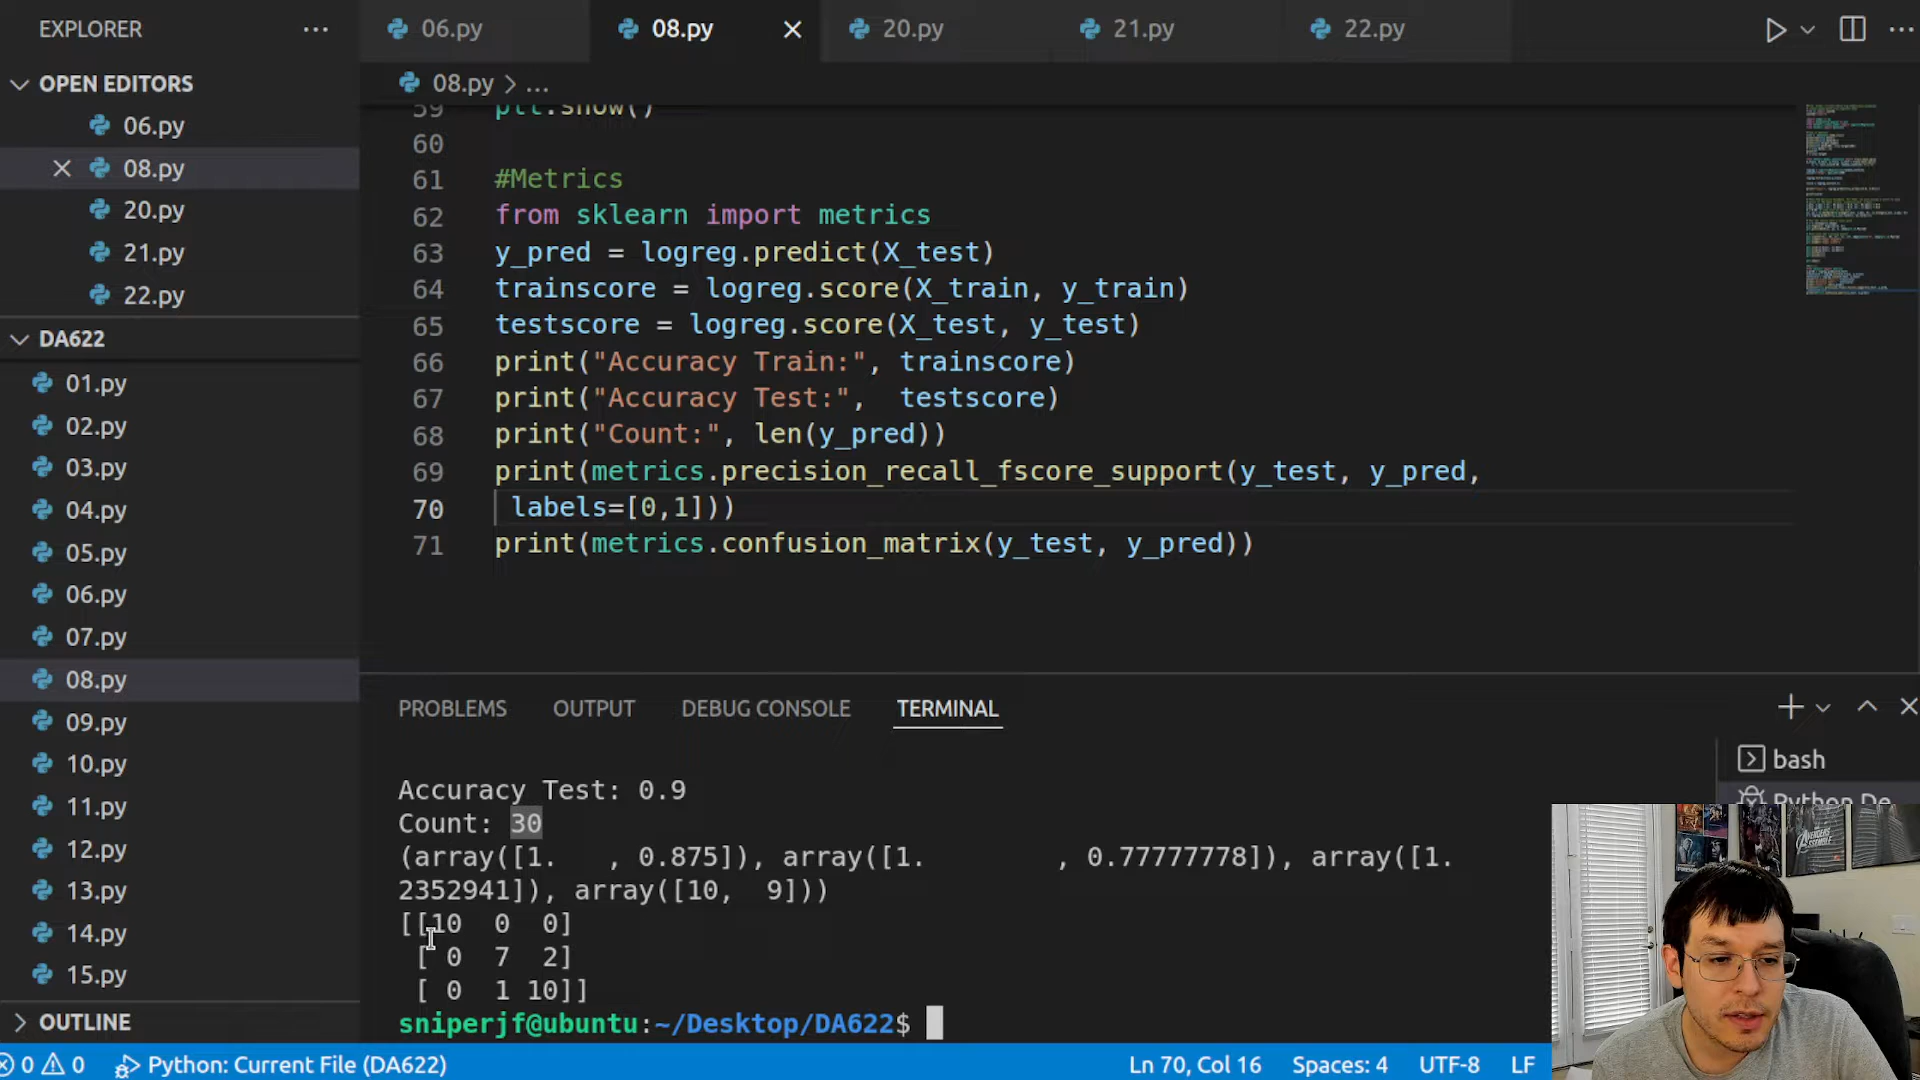 EXPLORER
06.py
08.py
20.py
21.py
22.py
OPEN EDITORS
06.py
08.py
20.py
21.py
22.py
DA622
01.py
02.py
03.py
04.py
05.py
06.py
07.py
08.py
09.py
10.py
11.py
12.py
13.py
14.py
15.py
OUTLINE
08.py > ...
59 plt.show()
60
61 #Metrics
62 from sklearn import metrics
63 y_pred = logreg.predict(X_test)
64 trainscore = logreg.score(X_train, y_train)
65 testscore = logreg.score(X_test, y_test)
66 print("Accuracy Train:", trainscore)
67 print("Accuracy Test:",  testscore)
68 print("Count:", len(y_pred))
69 print(metrics.precision_recall_fscore_support(y_test, y_pred,
70  labels=[0,1]))
71 print(metrics.confusion_matrix(y_test, y_pred))
PROBLEMS OUTPUT DEBUG CONSOLE TERMINAL
bash
Python De
Accuracy Test: 0.9
Count: 30
(array([1.   , 0.875]), array([1.        , 0.77777778]), array([1.
2352941]), array([10,  9]))
[[10  0  0]
 [ 0  7  2]
 [ 0  1 10]]
sniperjf@ubuntu:~/Desktop/DA622$
0 0 Python: Current File (DA622) Ln 70, Col 16 Spaces: 4 UTF-8 LF